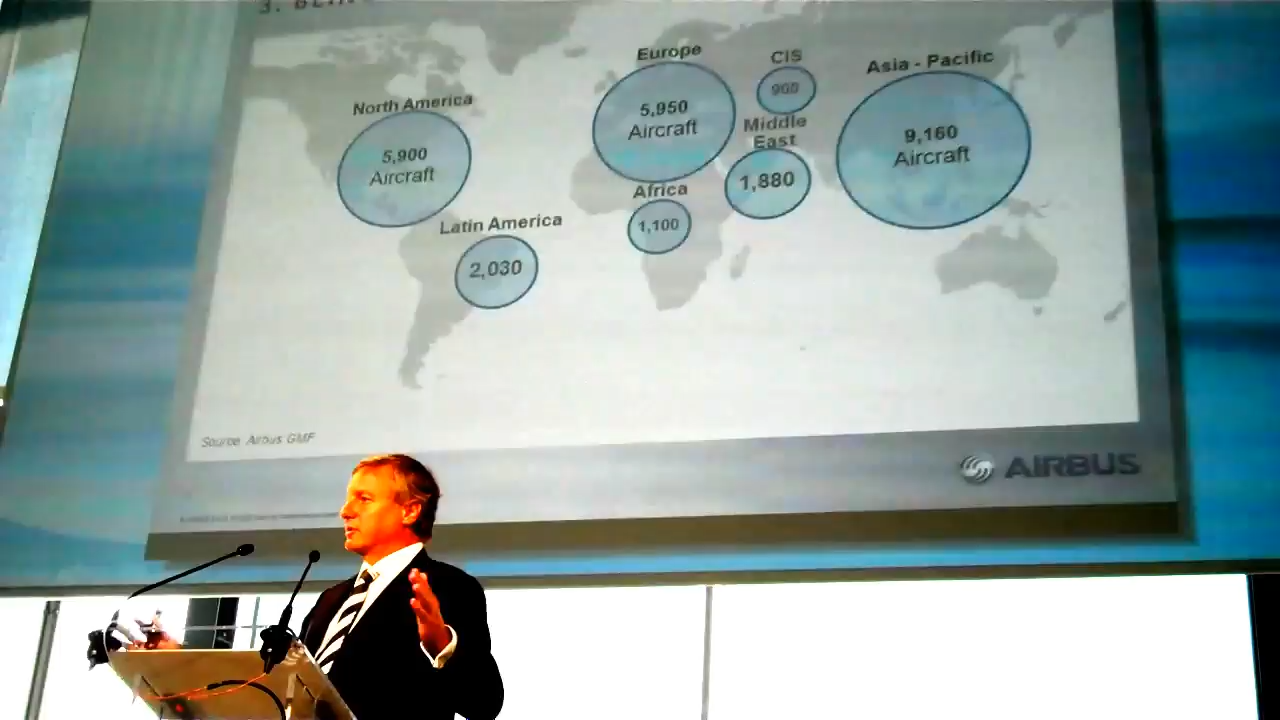 Europe
CIS
Asia - Pacific
North America
5,950
Aircraft
900
9,160
Aircraft
Middle
East
5,900
Aircraft
1,880
Africa
1,100
Latin America
2,030
Source: Airbus GMF
AIRBUS